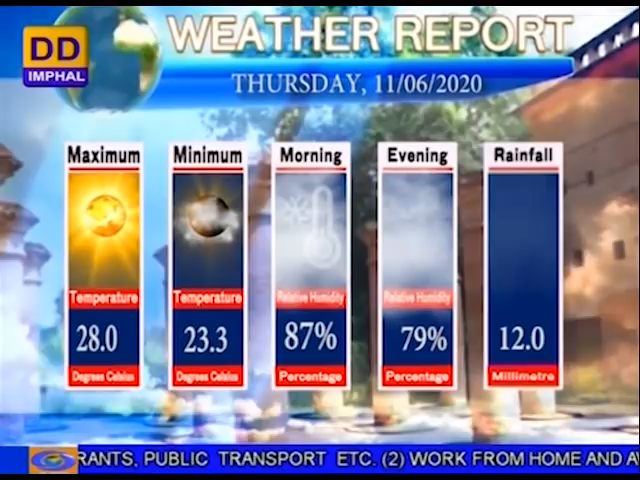 DD
IMPHAL
WEATHER REPORT
THURSDAY, 11/06/2020
Maximum
Temperature
28.0
Degrees Celsius
Minimum
Temperature
23.3
Degrees Celsius
Morning
Relative Humidity
87%
Percentage
Evening
Relative Humidity
79%
Percentage
Rainfall
12.0
Millimetre
RANTS, PUBLIC TRANSPORT ETC. (2) WORK FROM HOME AND